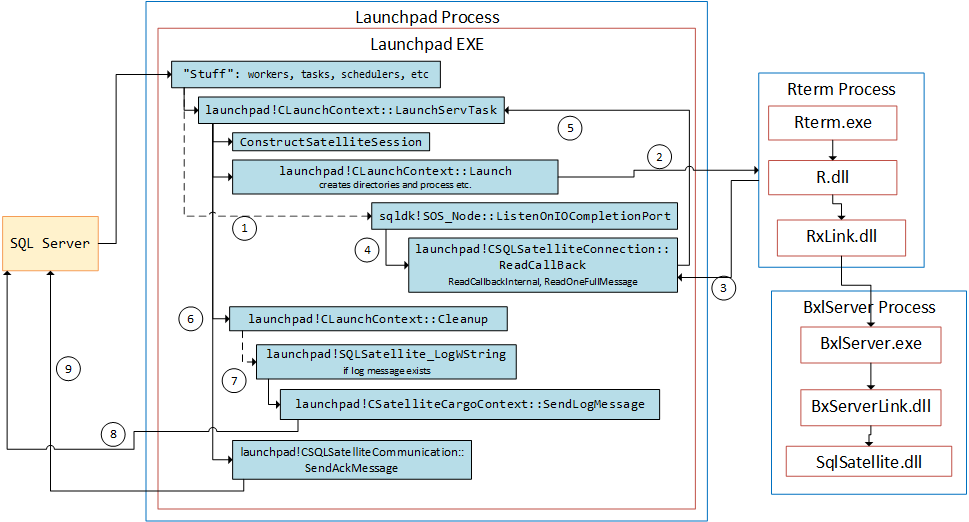 Launchpad Process
Launchpad EXE
"Stuff": workers, tasks, schedulers, etc
launchpad!CLaunchContext::LaunchServTask
ConstructSatelliteSession
launchpad!CLaunchContext::Launch
creates directories and process etc.
sqldk!SOS_Node::ListenOnIOCompletionPort
launchpad!CSQLSatelliteConnection::
ReadCallBack
ReadCallbackInternal, ReadOneFullMessage
launchpad!CLaunchContext::Cleanup
launchpad!SQLSatellite_LogWString
if log message exists
launchpad!CSatelliteCargoContext::SendLogMessage
launchpad!CSQLSatelliteCommunication::
SendAckMessage
SQL Server
1
2
3
4
5
6
7
8
9
Rterm Process
Rterm.exe
R.dll
RxLink.dll
BxlServer Process
BxlServer.exe
BxServerLink.dll
SqlSatellite.dll